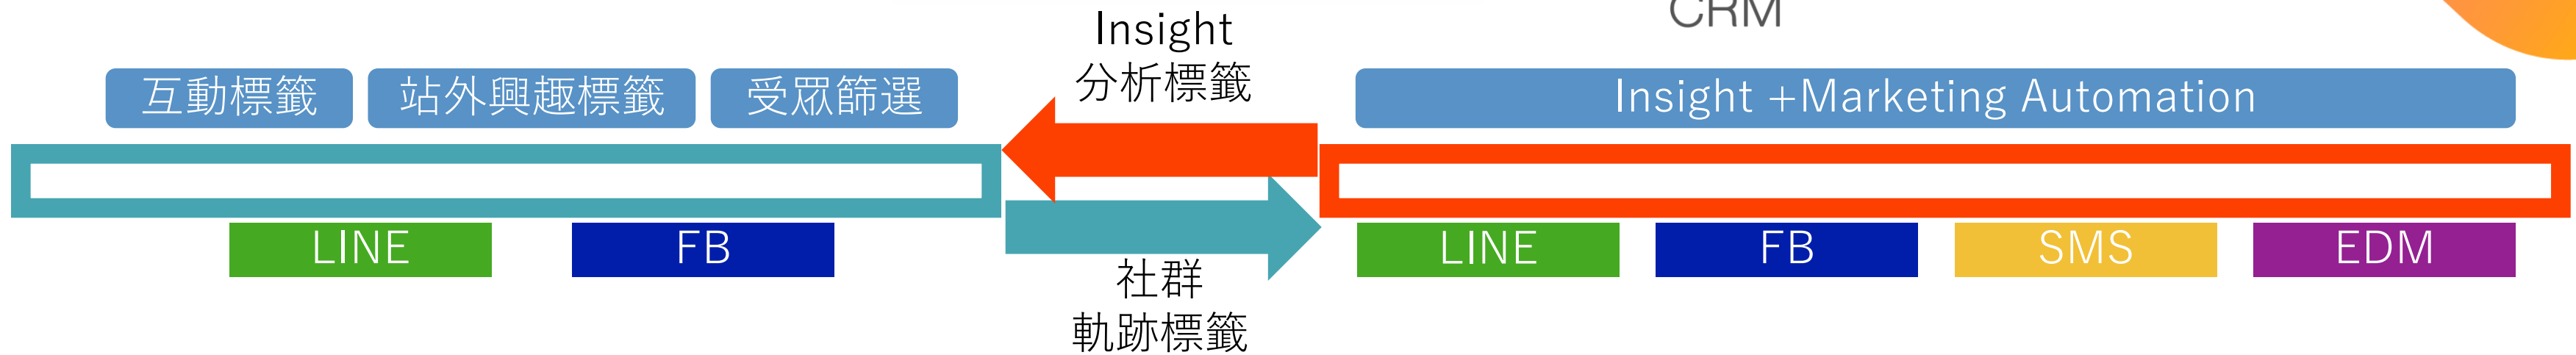 CRM
Insight
分析標籤
互動標籤
站外興趣標籤
受眾篩選
Insight +Marketing Automation
LINE
FB
社群
軌跡標籤
LINE
FB
SMS
EDM